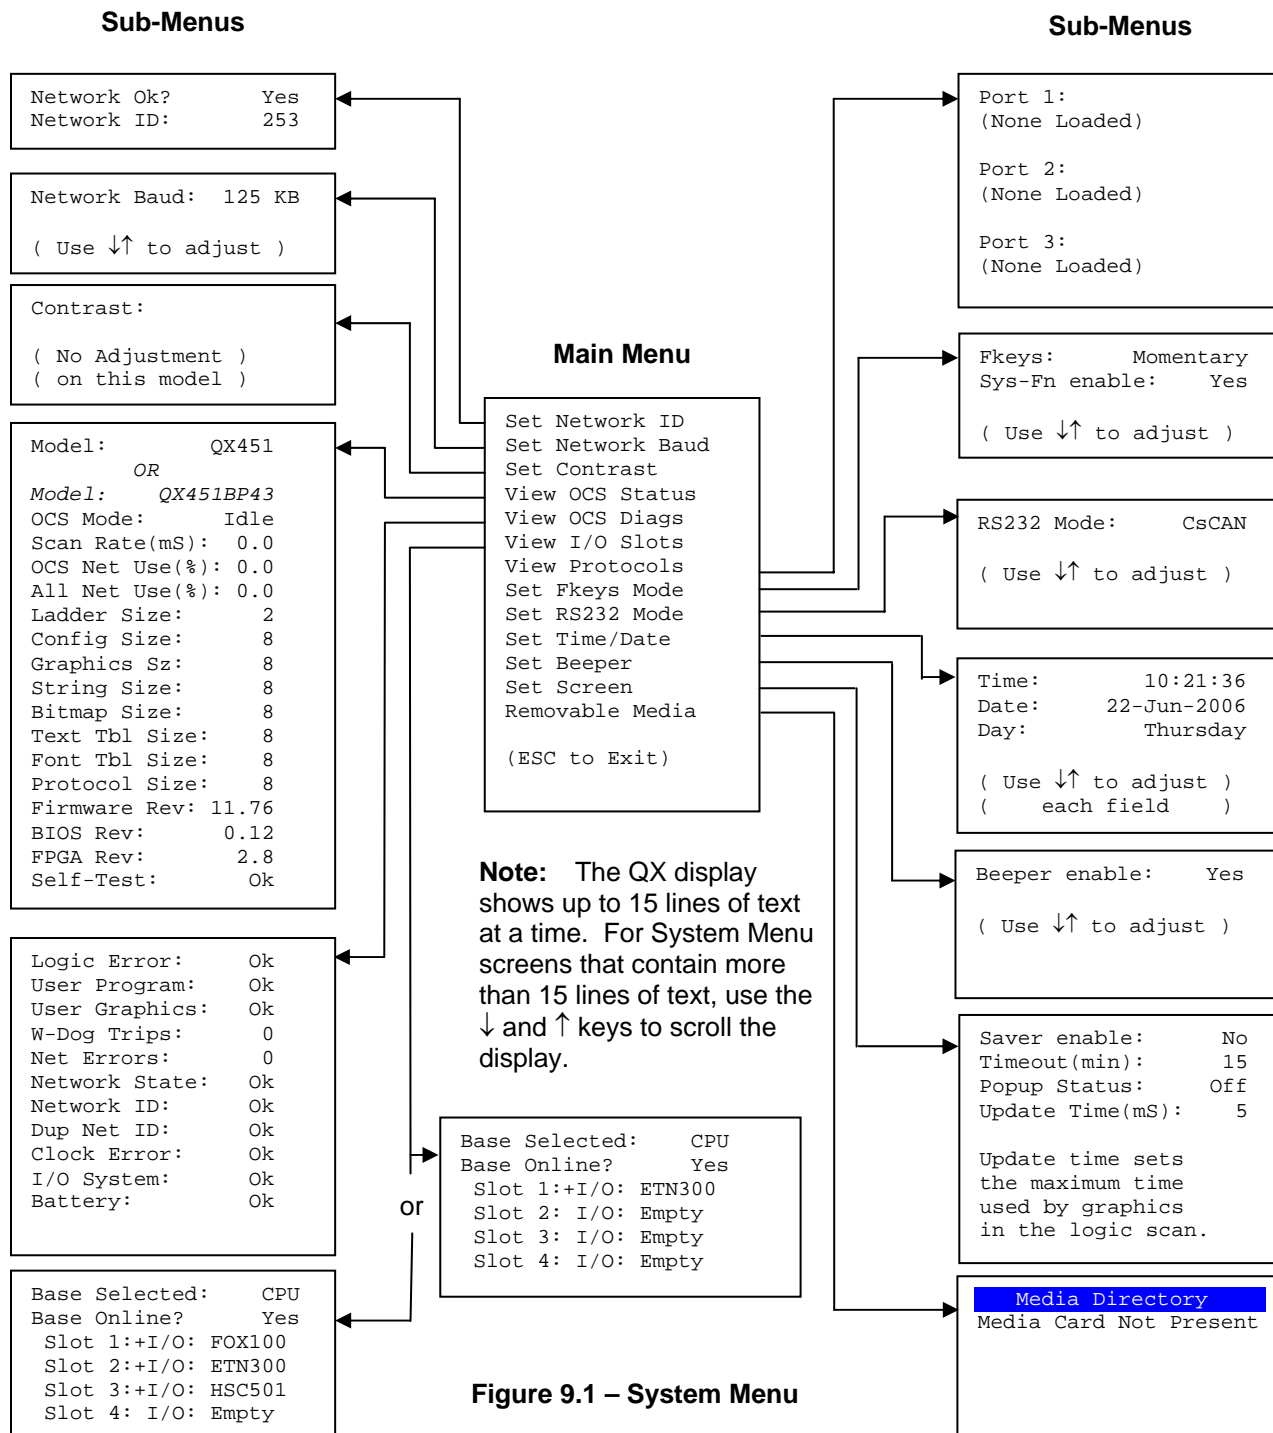 Sub-Menus
Network Ok? Yes
Network ID: 253
Network Baud: 125 KB
( Use ↓↑ to adjust )
Contrast:
( No Adjustment )
( on this model )
Model: QX451
OR
Model: QX451BP43
OCS Mode: Idle
Scan Rate(mS): 0.0
OCS Net Use(%): 0.0
All Net Use(%): 0.0
Ladder Size: 2
Config Size: 8
Graphics Sz: 8
String Size: 8
Bitmap Size: 8
Text Tbl Size: 8
Font Tbl Size: 8
Protocol Size: 8
Firmware Rev: 11.76
BIOS Rev: 0.12
FPGA Rev: 2.8
Self-Test: Ok
Logic Error: Ok
User Program: Ok
User Graphics: Ok
W-Dog Trips: 0
Net Errors: 0
Network State: Ok
Network ID: Ok
Dup Net ID: Ok
Clock Error: Ok
I/O System: Ok
Battery: Ok
Base Selected: CPU
Base Online? Yes
Slot 1:+I/O: FOX100
Slot 2:+I/O: ETN300
Slot 3:+I/O: HSC501
Slot 4: I/O: Empty
Main Menu
Set Network ID
Set Network Baud
Set Contrast
View OCS Status
View OCS Diags
View I/O Slots
View Protocols
Set Fkeys Mode
Set RS232 Mode
Set Time/Date
Set Beeper
Set Screen
Removable Media
(ESC to Exit)
Note: The QX display
shows up to 15 lines of text
at a time. For System Menu
screens that contain more
than 15 lines of text, use the
↓ and ↑ keys to scroll the
display.
or
Base Selected: CPU
Base Online? Yes
Slot 1:+I/O: ETN300
Slot 2: I/O: Empty
Slot 3: I/O: Empty
Slot 4: I/O: Empty
Figure 9.1 – System Menu
Sub-Menus
Port 1:
(None Loaded)
Port 2:
(None Loaded)
Port 3:
(None Loaded)
Fkeys: Momentary
Sys-Fn enable: Yes
( Use ↓↑ to adjust )
RS232 Mode: CsCAN
( Use ↓↑ to adjust )
Time: 10:21:36
Date: 22-Jun-2006
Day: Thursday
( Use ↓↑ to adjust )
( each field )
Beeper enable: Yes
( Use ↓↑ to adjust )
Saver enable: No
Timeout(min): 15
Popup Status: Off
Update Time(mS): 5
Update time sets
the maximum time
used by graphics
in the logic scan.
Media Directory
Media Card Not Present